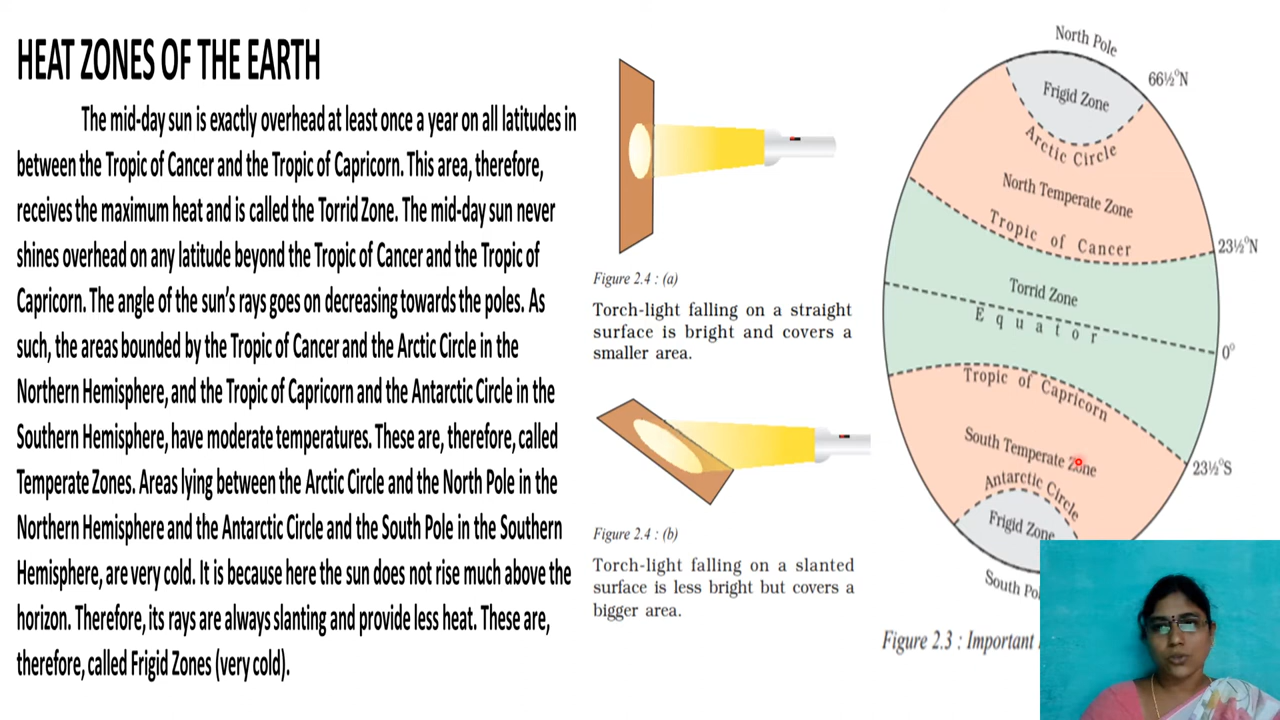 HEAT ZONES OF THE EARTH
The mid-day sun is exactly overhead at least once a year on all latitudes in
between the Tropic of Cancer and the Tropic of Capricorn. This area, therefore,
receives the maximum heat and is called the Torrid Zone. The mid-day sun never
shines overhead on any latitude beyond the Tropic of Cancer and the Tropic of
Capricorn. The angle of the sun's rays goes on decreasing towards the poles. As
such, the areas bounded by the Tropic of Cancer and the Arctic Circle in the
Northern Hemisphere, and the Tropic of Capricorn and the Antarctic Circle in the
Southern Hemisphere, have moderate temperatures. These are, therefore, called
Temperate Zones. Areas lying between the Arctic Circle and the North Pole in the
Northern Hemisphere and the Antarctic Circle and the South Pole in the Southern
Hemisphere, are very cold. It is because here the sun does not rise much above the
horizon. Therefore, its rays are always slanting and provide less heat. These are,
therefore, called Frigid Zones (very cold).
Figure 2.4 : (a)
Torch-light falling on a straight
surface is bright and covers a
smaller area.
Figure 2.4 : (b)
Torch-light falling on a slanted
surface is less bright but covers a
bigger area.
North Pole
66½°N
Frigid Zone
Arctic Circle
North Temperate Zone
Tropic of Cancer
23½°N
Torrid Zone
Equator
0°
Tropic of Capricorn
South Temperate Zone
23½°S
Antarctic Circle
Frigid Zone
South Po
Figure 2.3 : Important